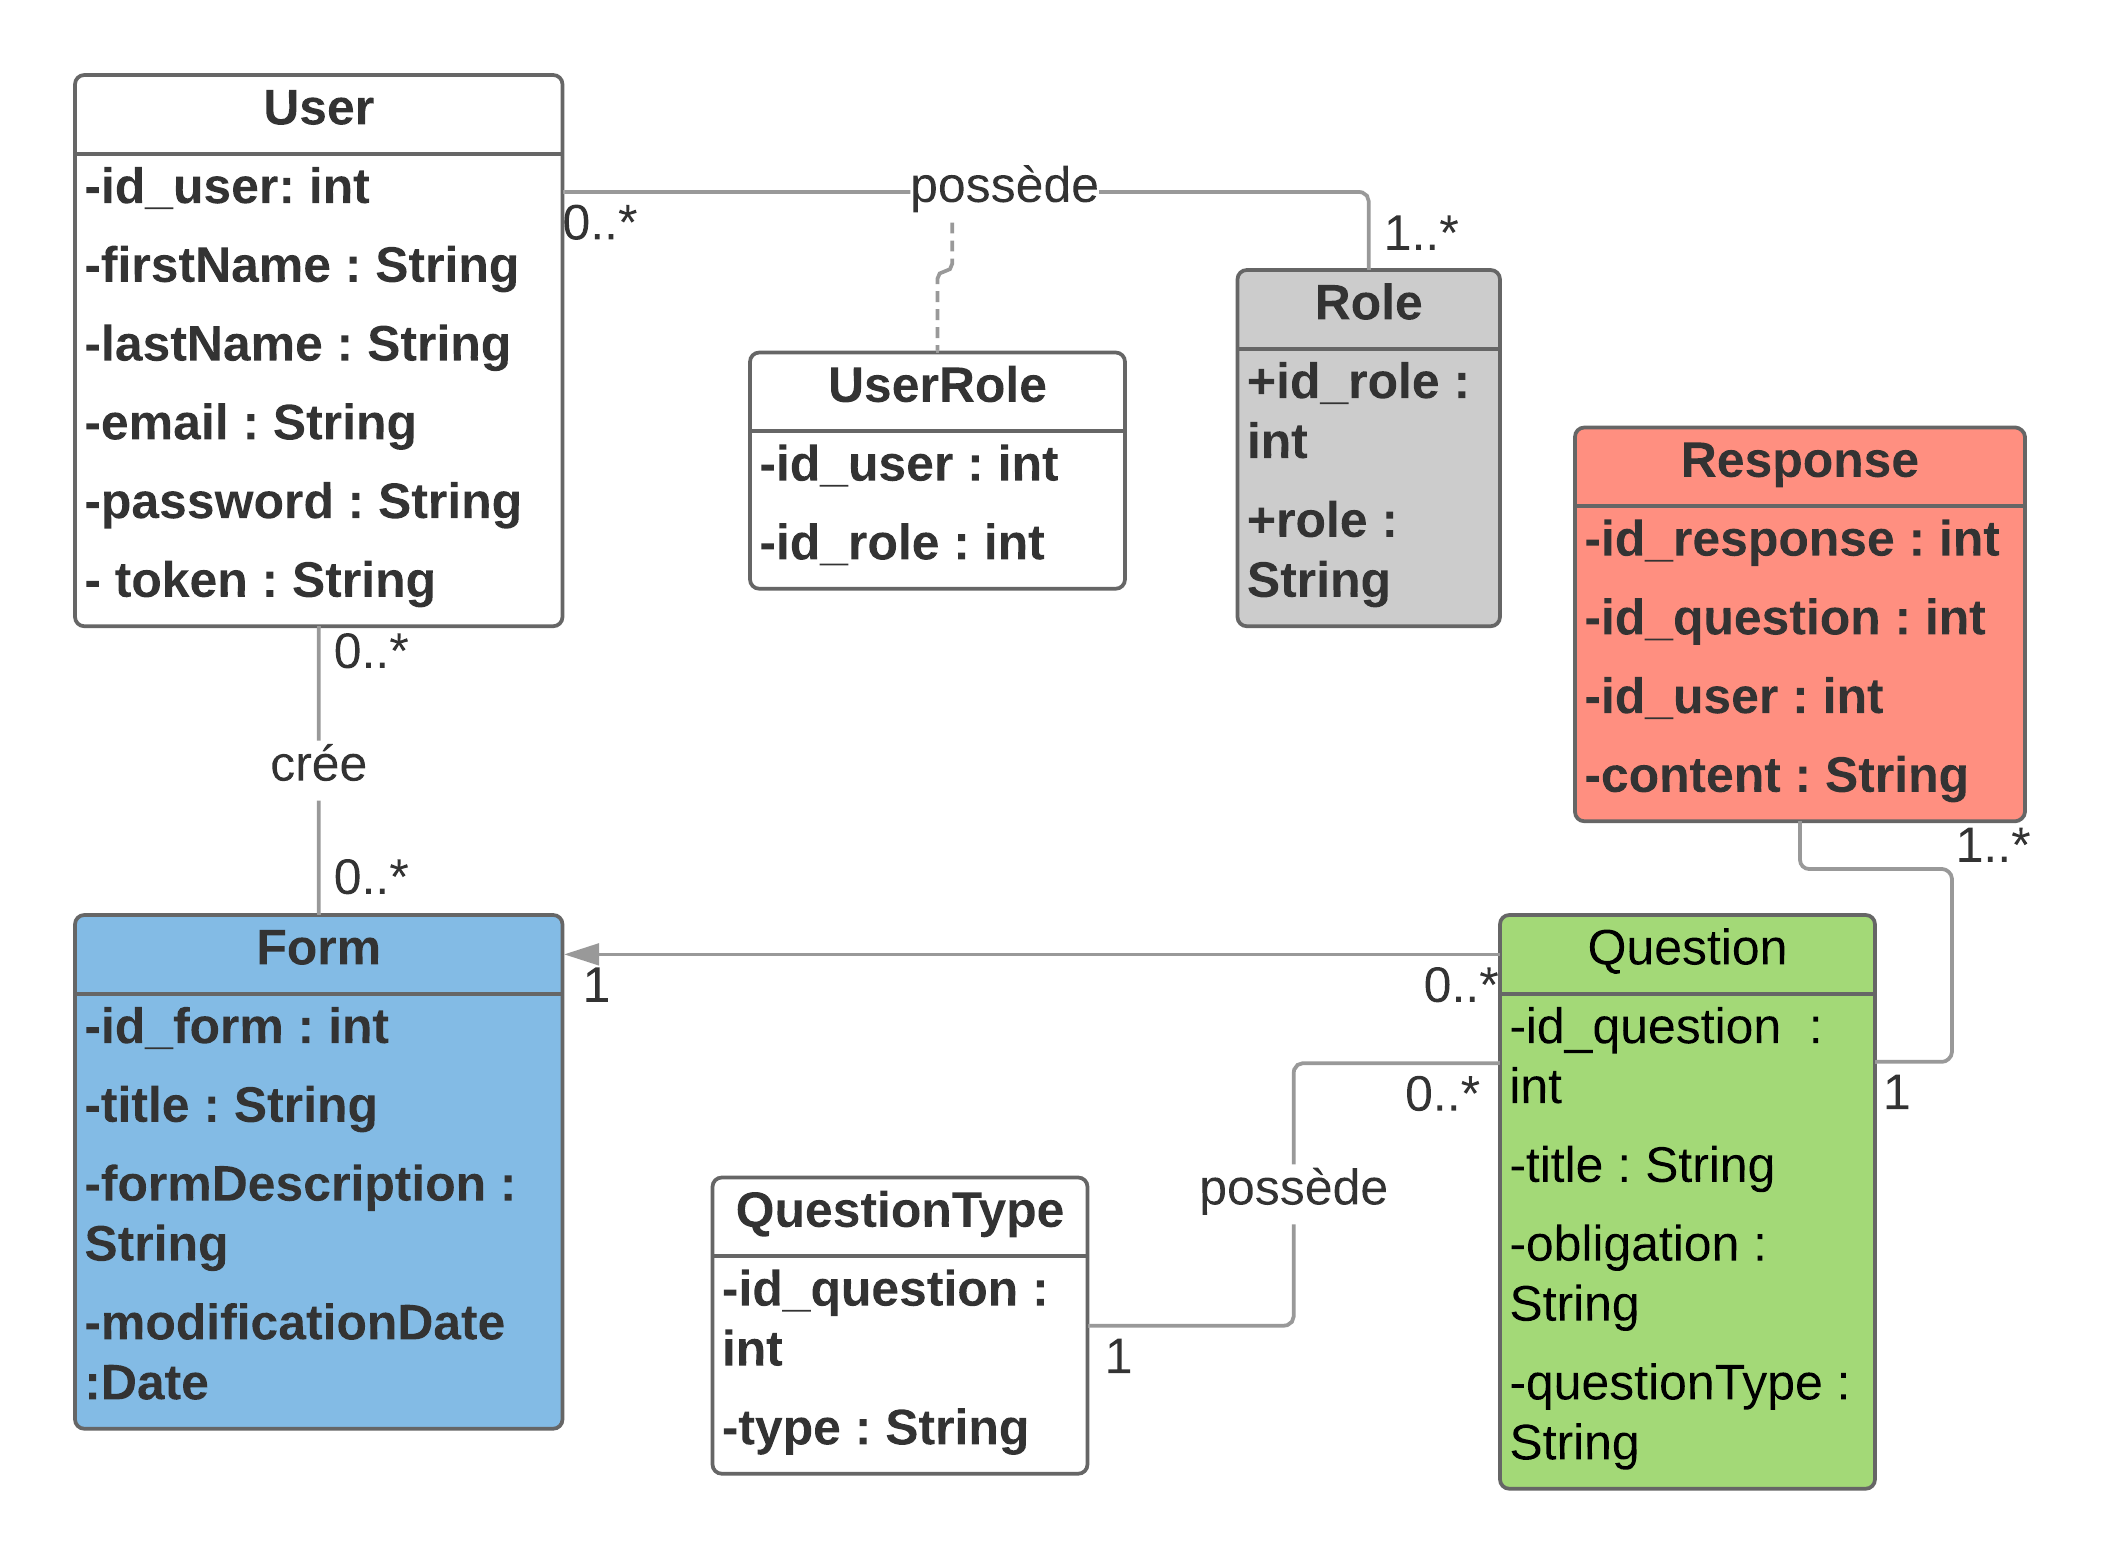 User
-id_user: int
-firstName : String
-lastName : String
-email : String
-password : String
- token : String
0..*
possède
1..*
UserRole
-id_user : int
-id_role : int
Role
+id_role :
int
+role :
String
Response
-id_response : int
-id_question : int
-id_user : int
-content : String
1..*
0..*
crée
0..*
Form
-id_form : int
-title : String
-formDescription :
String
-modificationDate
:Date
1
0..*
Question
-id_question  :
int
-title : String
-obligation :
String
-questionType :
String
1
0..*
possède
1
QuestionType
-id_question :
int
-type : String